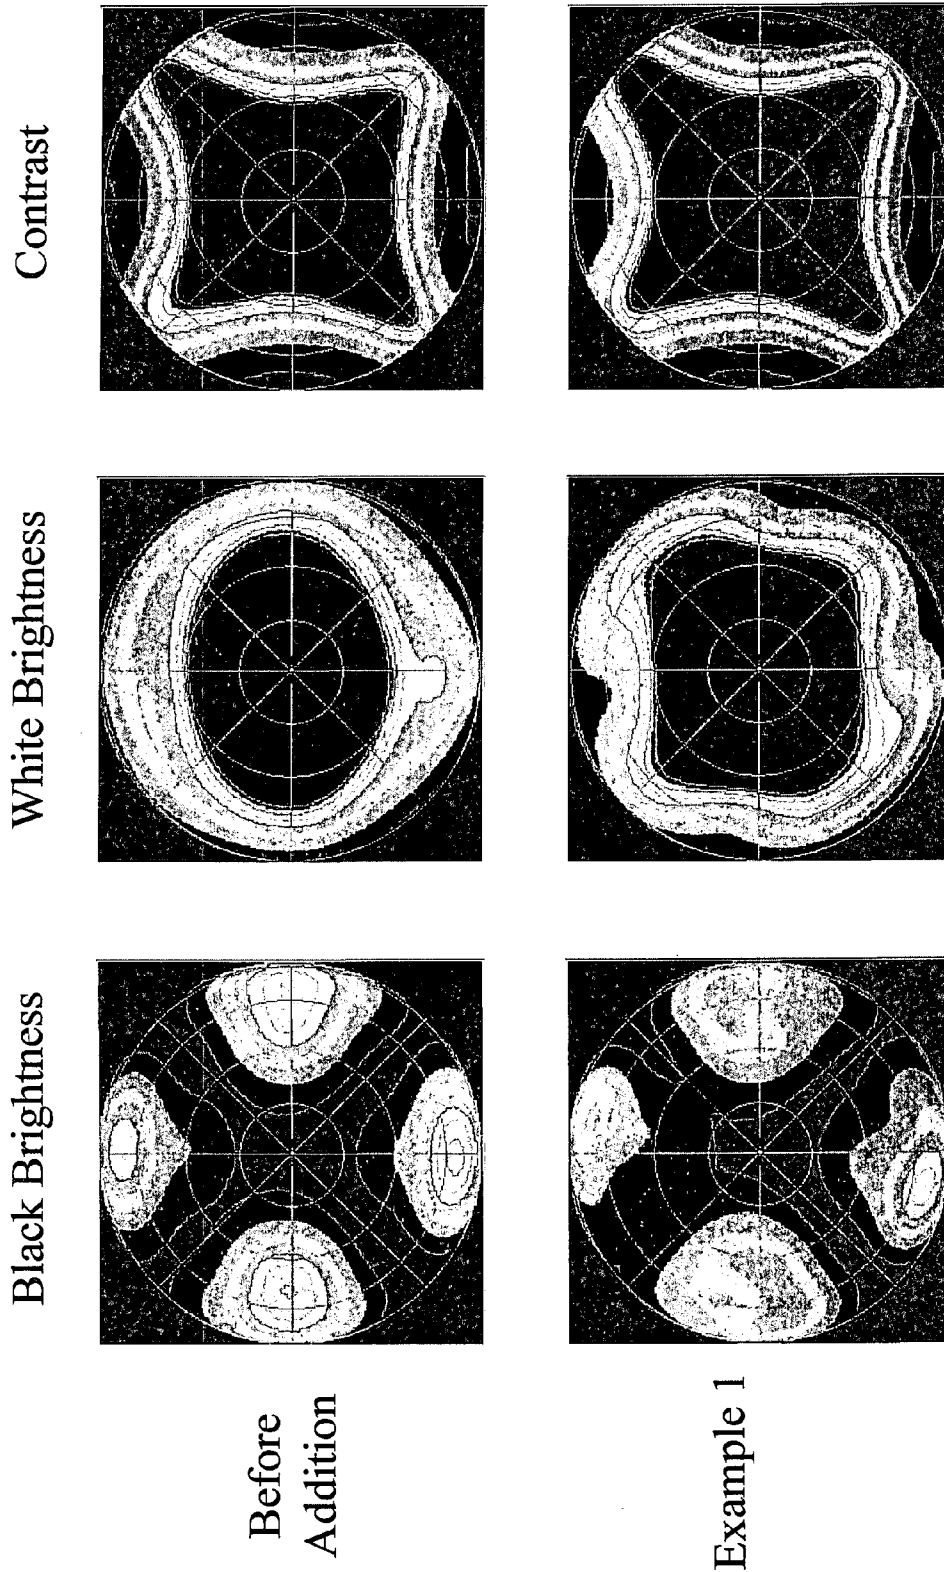 Black Brightness
White Brightness
Contrast
Before
Addition
Example 1